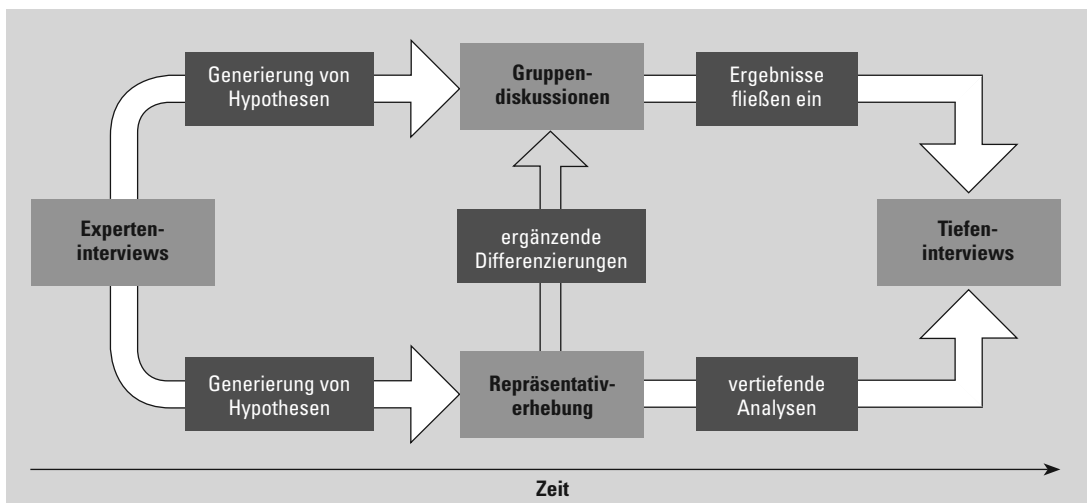 Generierung von
Hypothesen
Gruppen-
diskussionen
Ergebnisse
fließen ein
Experten-
interviews
ergänzende
Differenzierungen
Tiefen-
interviews
Generierung von
Hypothesen
Repräsentativ-
erhebung
vertiefende
Analysen
Zeit